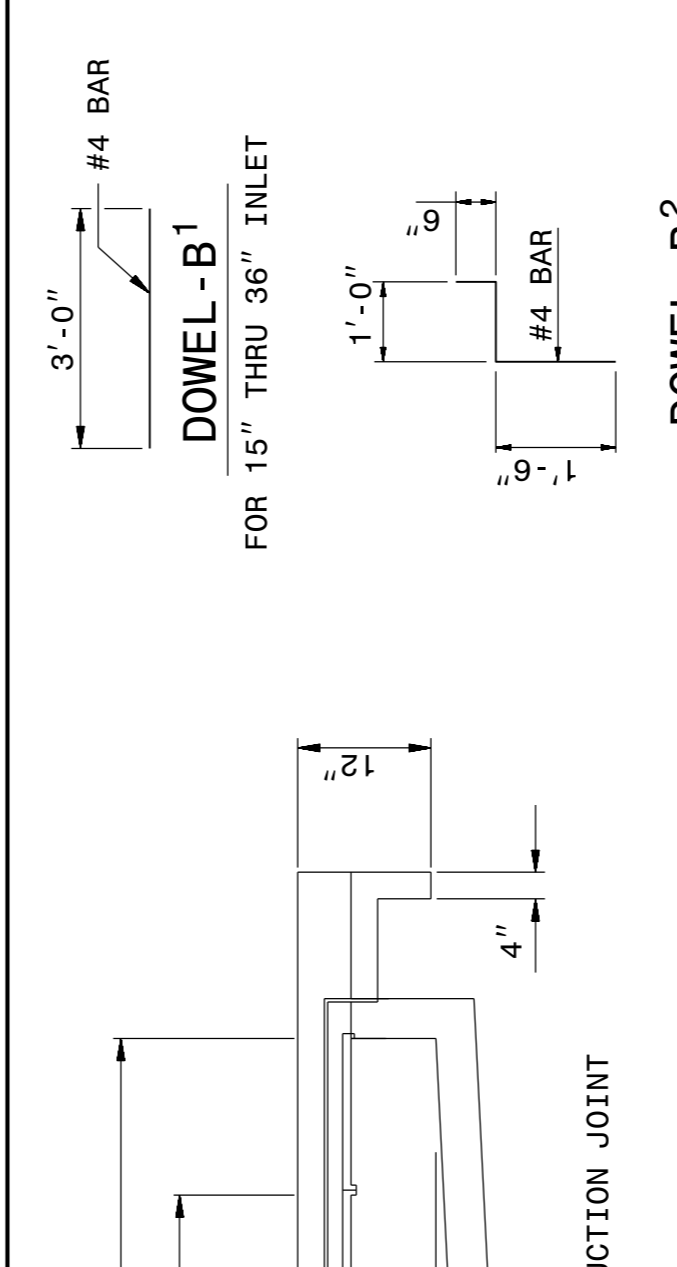 #4 BAR
3'-0"
DOWEL-B1
FOR 15" THRU 36" INLET
6"
1'-0"
#4 BAR
1'-6"
12"
4"
UCTION JOINT